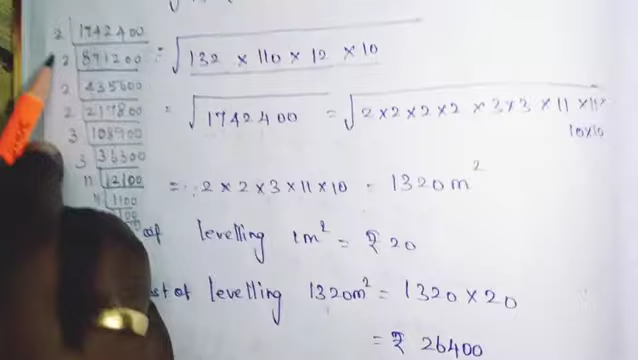 2 | 1742400
2 | 871200
2 | 435600
2 | 217800
3 | 108900
3 | 36300
11 | 12100
11 | 1100
100
= √132 × 110 × 12 × 10
= √1742400 = √2×2×2×2 ×3×3 ×11 ×11×
10×10
= 2 × 2 × 3 × 11 × 10 = 1320m²
of levelling 1m² = ₹ 20
of levelling 1320m² = 1320 × 20
= ₹ 26400